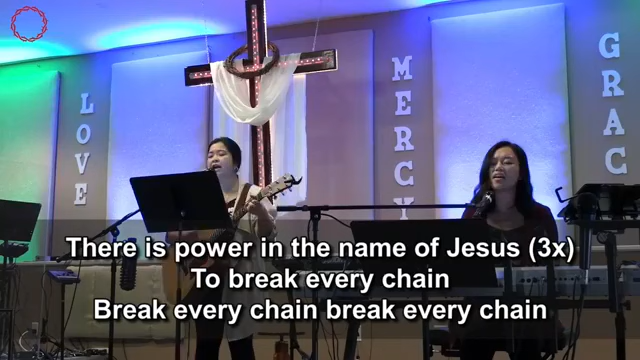 LOVE
MERCY
GRAC
There is power in the name of Jesus (3x)
To break every chain
Break every chain break every chain